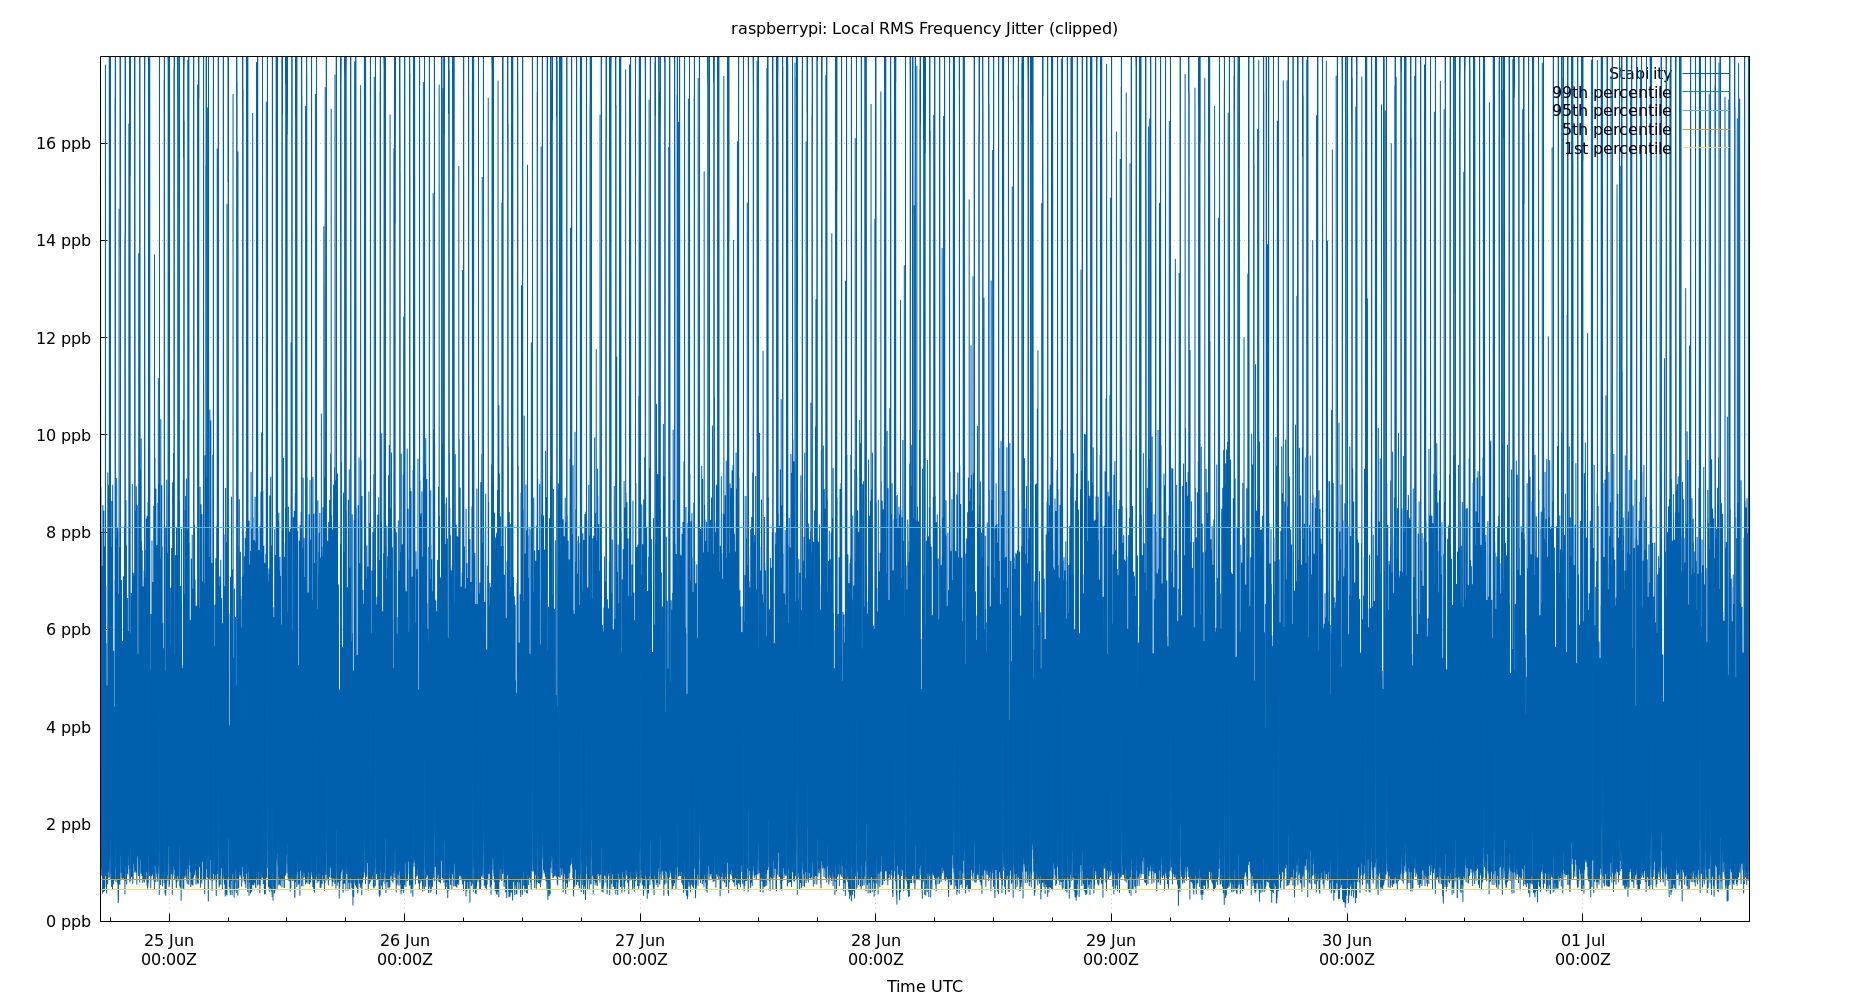 raspberrypi: Local RMS Frequency Jitter (clipped)
Stability
99th percentile
95th percentile
5th percentile
1st percentile
16 ppb
14 ppb
12 ppb
10 ppb
8 ppb
6 ppb
4 ppb
2 ppb
0 ppb
25 Jun 26 Jun 27 Jun 28 Jun 29 Jun 30 Jun 01 Jul
00:00Z 00:00Z 00:00Z 00:00Z 00:00Z 00:00Z 00:00Z
Time UTC